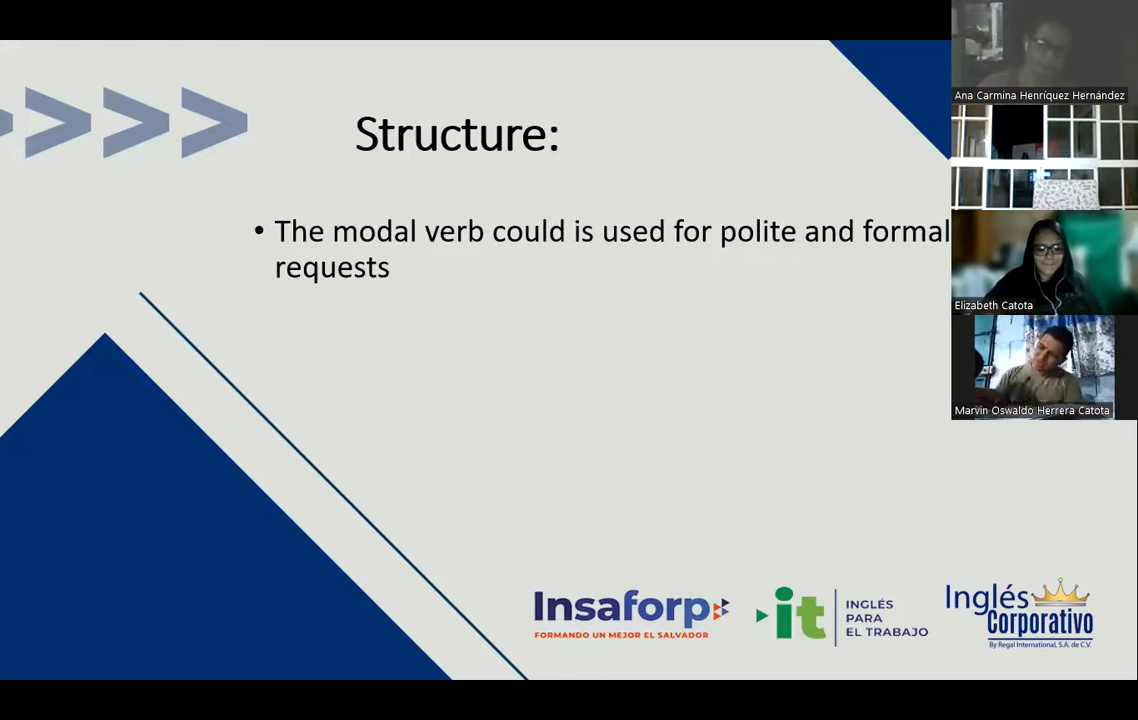 Structure:
• The modal verb could is used for polite and formal
requests
Ana Carmina Henríquez Hernández
Elizabeth Catota
Marvin Oswaldo Herrera Catota
Insaforp
FORMANDO UN MEJOR EL SALVADOR
it
INGLÉS
PARA
EL TRABAJO
Inglés
Corporativo
By Regal International, S.A. de C.V.